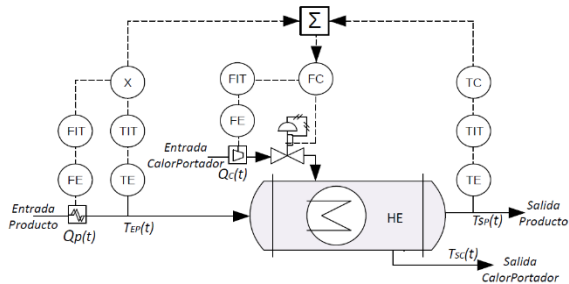 Σ
X
FIT
FC
TC
FIT
TIT
FE
TIT
Entrada
CalorPortador
Qc(t)
FE
TE
TE
Entrada
Producto
Qp(t)
TEP(t)
HE
TSP(t)
Salida
Producto
TSC(t)
Salida
CalorPortador